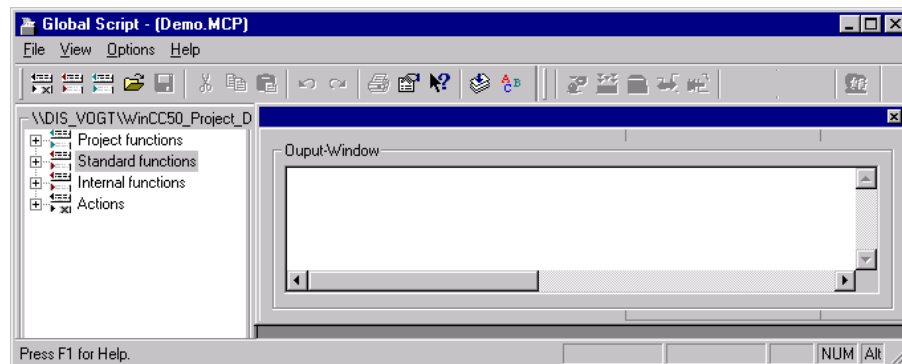 Global Script - (Demo.MCP)
File View Options Help
\\DIS_VOGT\WinCC50_Project_D
Project functions
Standard functions
Internal functions
Actions
Ouput-Window
Press F1 for Help.
NUM Alt